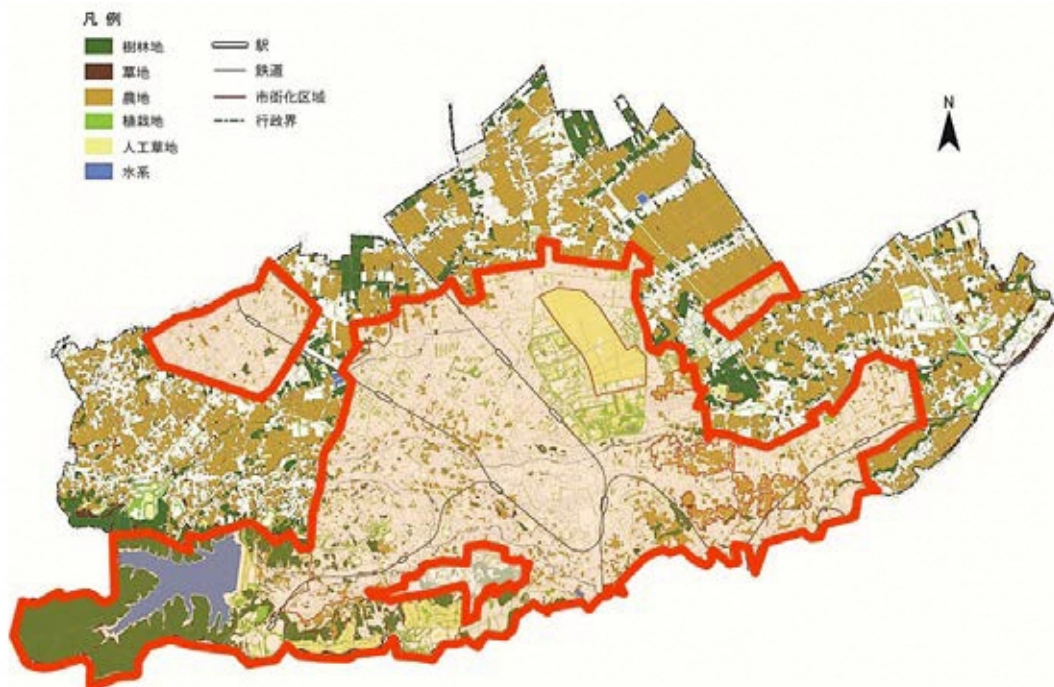 凡 例
樹林地
草地
農地
植栽地
人工草地
水系
駅
鉄道
市街化区域
行政界
N